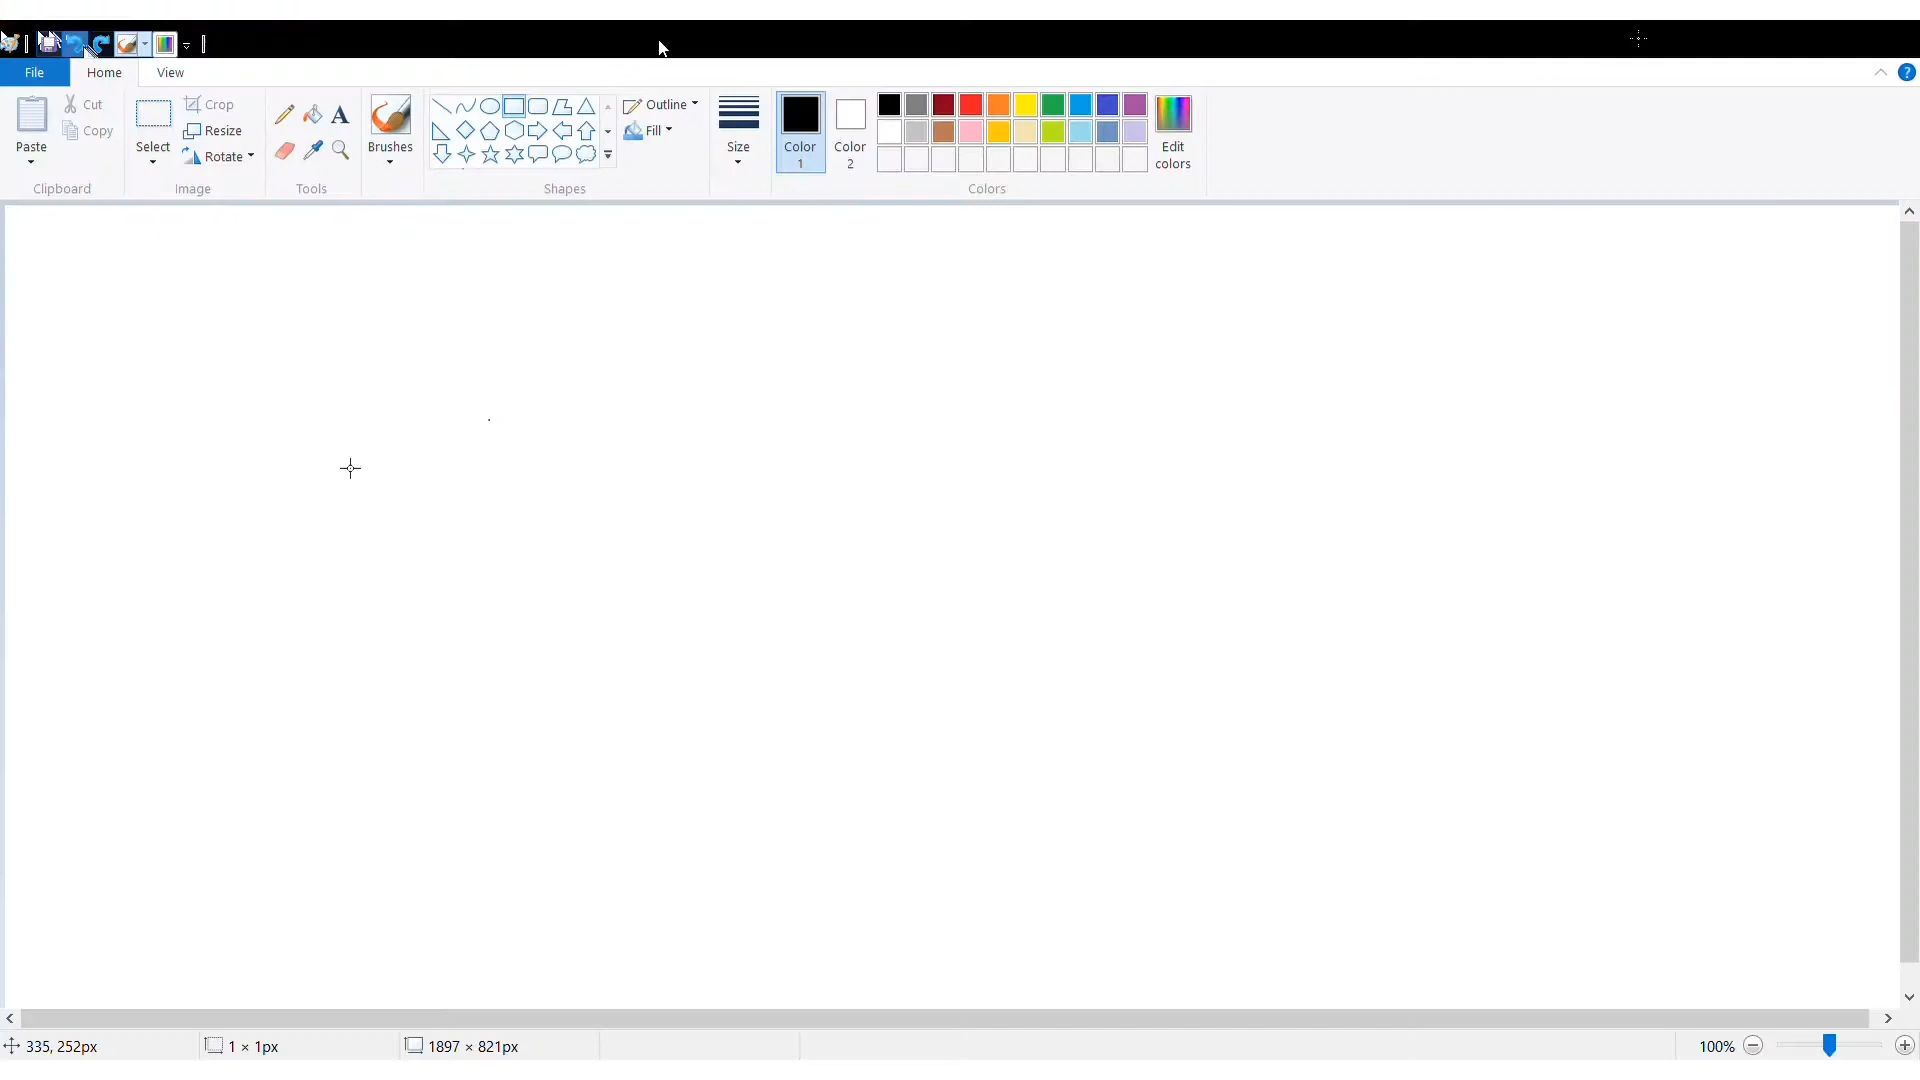 File Home View
Paste Cut Copy Clipboard
Select Crop Resize Rotate Image
A Tools
Brushes
Outline Fill Shapes
Size
Color 1 Color 2 Edit colors Colors
335, 252px 1 × 1px 1897 × 821px 100%